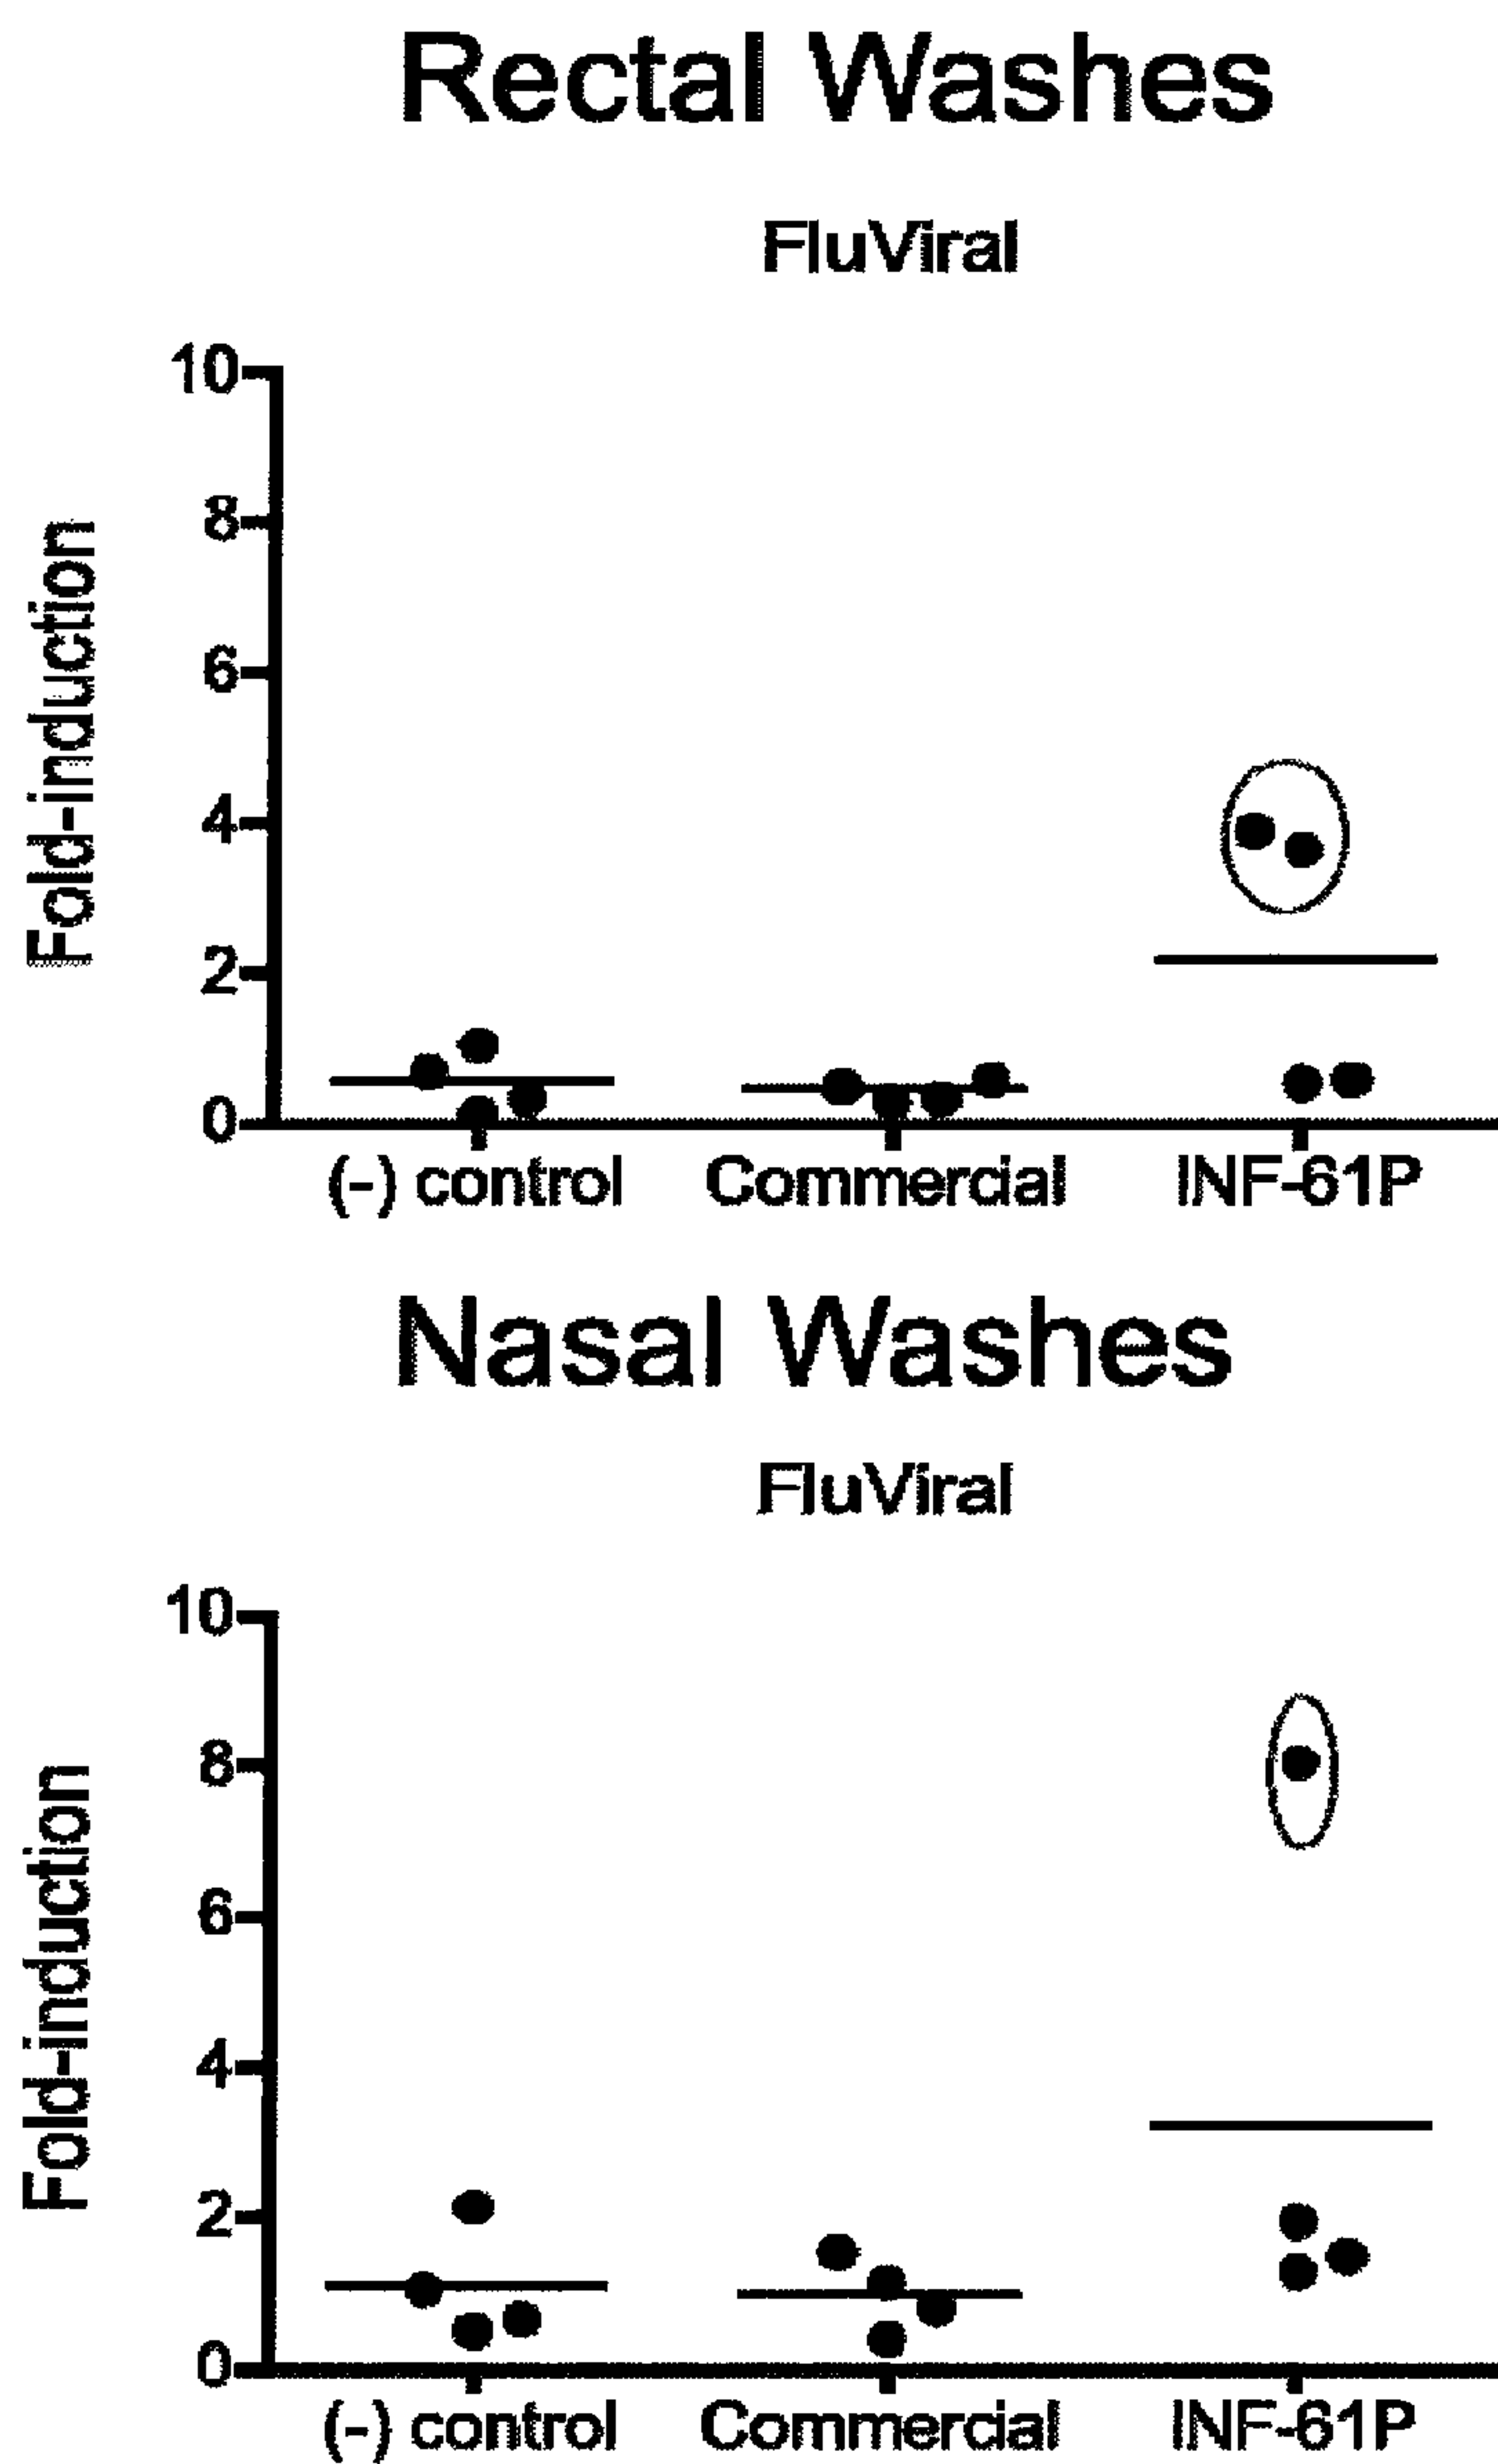 Rectal Washes
FluViral
10
8
6
4
2
0
Fold-induction
(-) control Commercial INF-61P
Nasal Washes
FluViral
10
8
6
4
2
0
Fold-induction
(-) control Commercial INF-61P